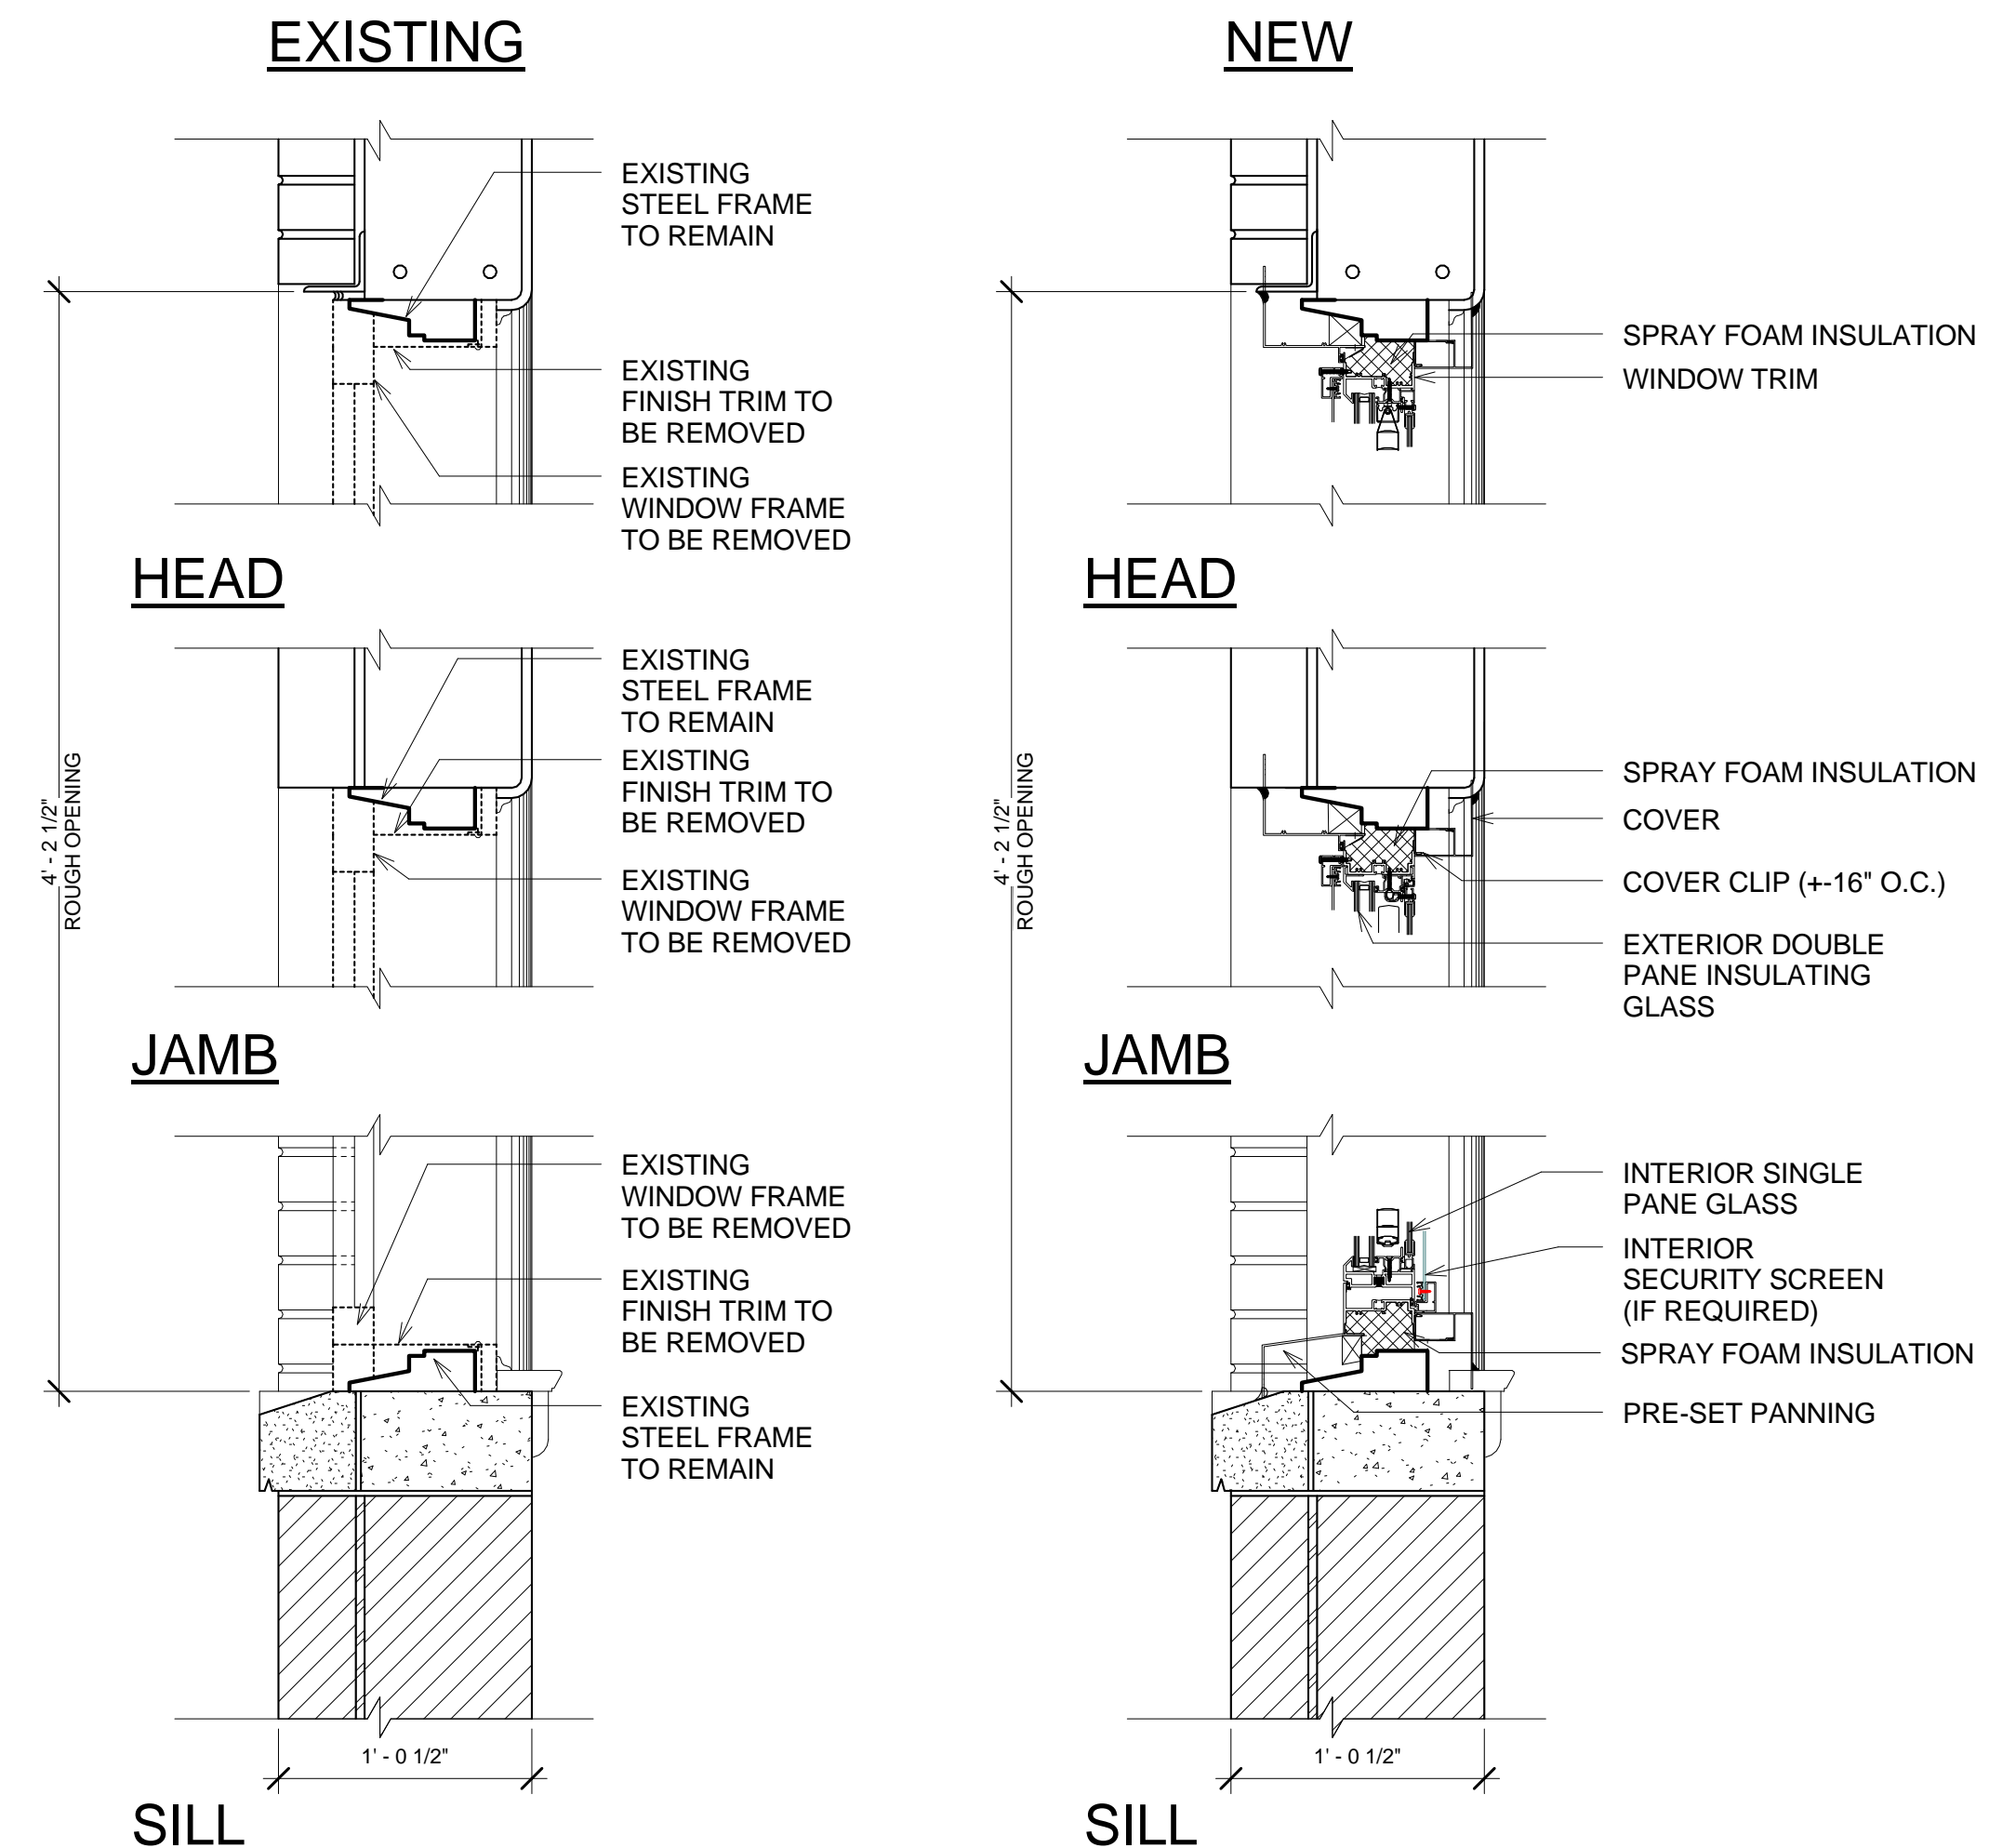 EXISTING
EXISTING
STEEL FRAME
TO REMAIN
EXISTING
FINISH TRIM TO
BE REMOVED
EXISTING
WINDOW FRAME
TO BE REMOVED
HEAD
4' - 2 1/2"
ROUGH OPENING
EXISTING
STEEL FRAME
TO REMAIN
EXISTING
FINISH TRIM TO
BE REMOVED
EXISTING
WINDOW FRAME
TO BE REMOVED
JAMB
EXISTING
WINDOW FRAME
TO BE REMOVED
EXISTING
FINISH TRIM TO
BE REMOVED
EXISTING
STEEL FRAME
TO REMAIN
1' - 0 1/2"
SILL
NEW
SPRAY FOAM INSULATION
WINDOW TRIM
HEAD
4' - 2 1/2"
ROUGH OPENING
SPRAY FOAM INSULATION
COVER
COVER CLIP (+-16" O.C.)
EXTERIOR DOUBLE
PANE INSULATING
GLASS
JAMB
INTERIOR SINGLE
PANE GLASS
INTERIOR
SECURITY SCREEN
(IF REQUIRED)
SPRAY FOAM INSULATION
PRE-SET PANNING
1' - 0 1/2"
SILL